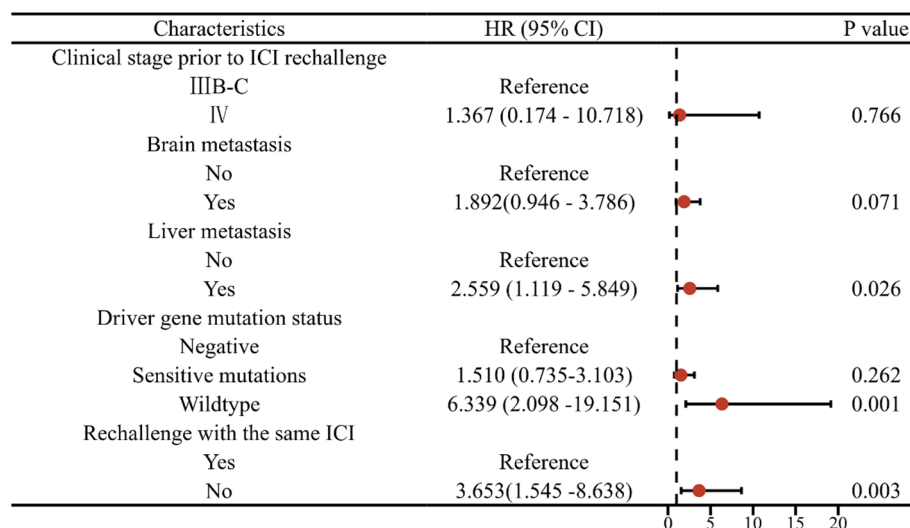 Characteristics HR (95% CI) P value
Clinical stage prior to ICI rechallenge
ⅢB-C Reference
Ⅳ 1.367 (0.174 - 10.718) 0.766
Brain metastasis
No Reference
Yes 1.892(0.946 - 3.786) 0.071
Liver metastasis
No Reference
Yes 2.559 (1.119 - 5.849) 0.026
Driver gene mutation status
Negative Reference
Sensitive mutations 1.510 (0.735-3.103) 0.262
Wildtype 6.339 (2.098 -19.151) 0.001
Rechallenge with the same ICI
Yes Reference
No 3.653(1.545 -8.638) 0.003
0 5 10 15 20